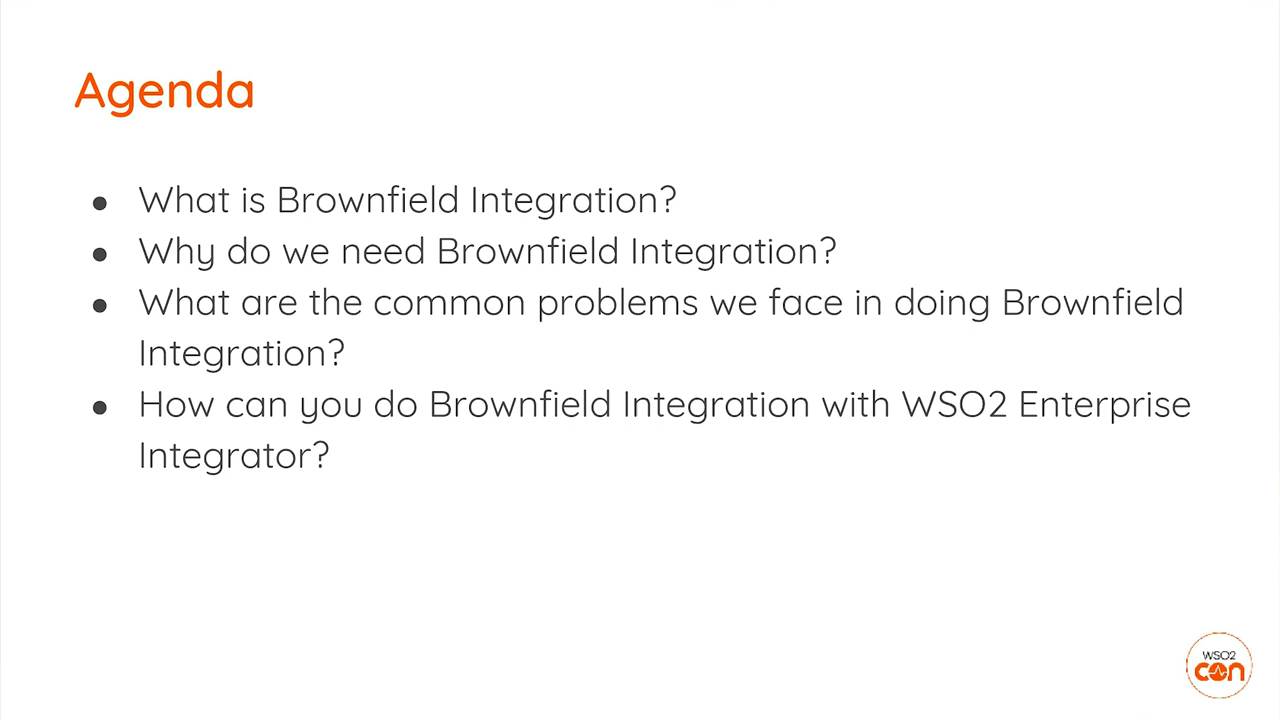 Agenda
● What is Brownfield Integration?
● Why do we need Brownfield Integration?
● What are the common problems we face in doing Brownfield
Integration?
● How can you do Brownfield Integration with WSO2 Enterprise
Integrator?
WSO2
con